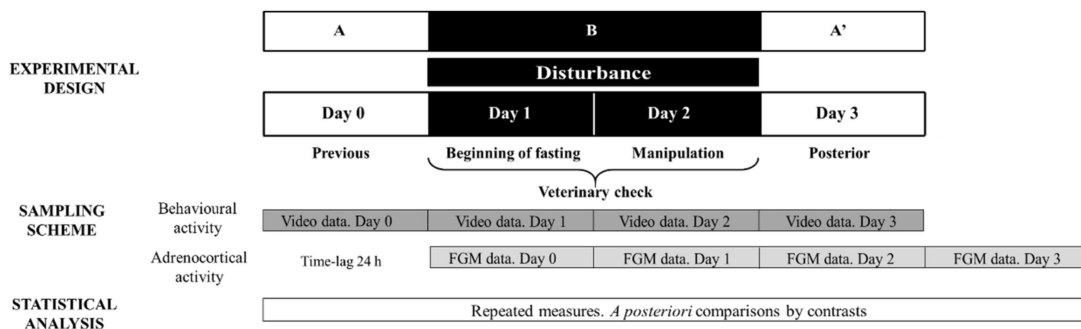 A B A’
EXPERIMENTAL DESIGN
Disturbance
Day 0 Day 1 Day 2 Day 3
Previous Beginning of fasting Manipulation Posterior
Veterinary check
SAMPLING SCHEME
Behavioural activity
Video data. Day 0 Video data. Day 1 Video data. Day 2 Video data. Day 3
Adrenocortical activity
Time-lag 24 h FGM data. Day 0 FGM data. Day 1 FGM data. Day 2 FGM data. Day 3
STATISTICAL ANALYSIS
Repeated measures. A posteriori comparisons by contrasts